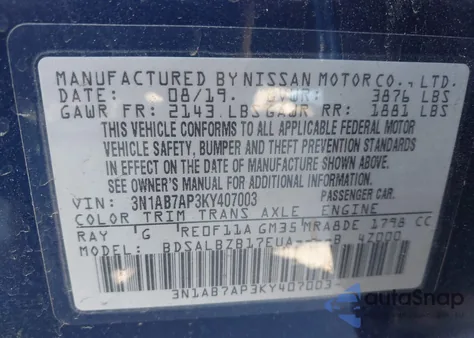 MANUFACTURED BY NISSAN MOTOR CO., LTD.
DATE: 08/19. GVWR: 3876 LBS
GAWR FR: 2143 LBS GAWR RR: 1881 LBS
THIS VEHICLE CONFORMS TO ALL APPLICABLE FEDERAL MOTOR
VEHICLE SAFETY, BUMPER AND THEFT PREVENTION STANDARDS
IN EFFECT ON THE DATE OF MANUFACTURE SHOWN ABOVE.
SEE OWNER'S MANUAL FOR ADDITIONAL INFORMATION.
VIN: 3N1AB7AP3KY407003 PASSENGER CAR.
COLOR TRIM TRANS AXLE ENGINE
RAY G RE0F11A GM35 MRA8DE 1798 CC
MODEL: BDSALBZB17EUA---B 4Z000
3N1AB7AP3KY407003
autoSnap